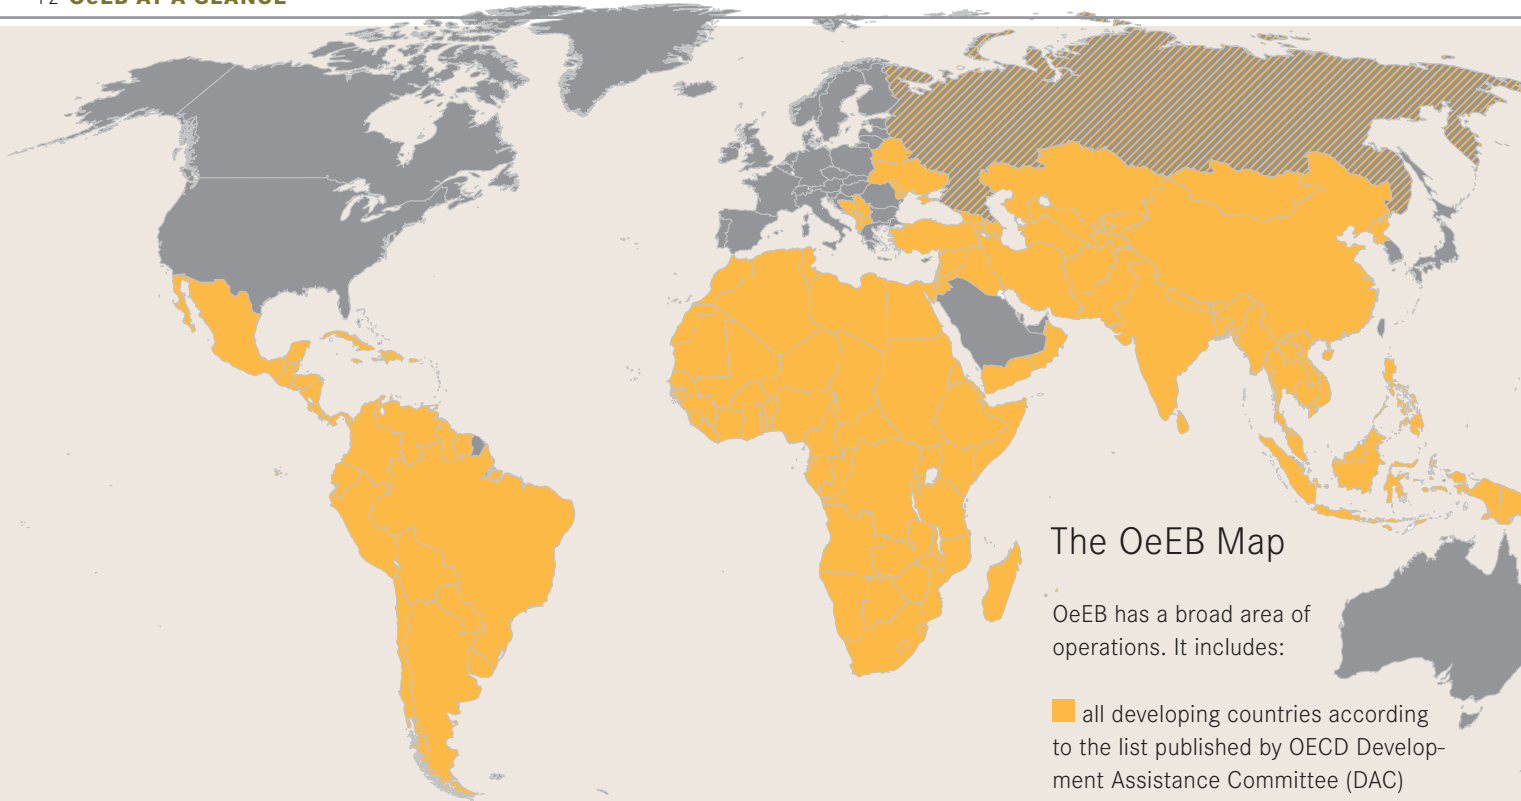 12 OeEB AT A GLANCE
The OeEB Map
OeEB has a broad area of
operations. It includes:
all developing countries according
to the list published by OECD Develop-
ment Assistance Committee (DAC)